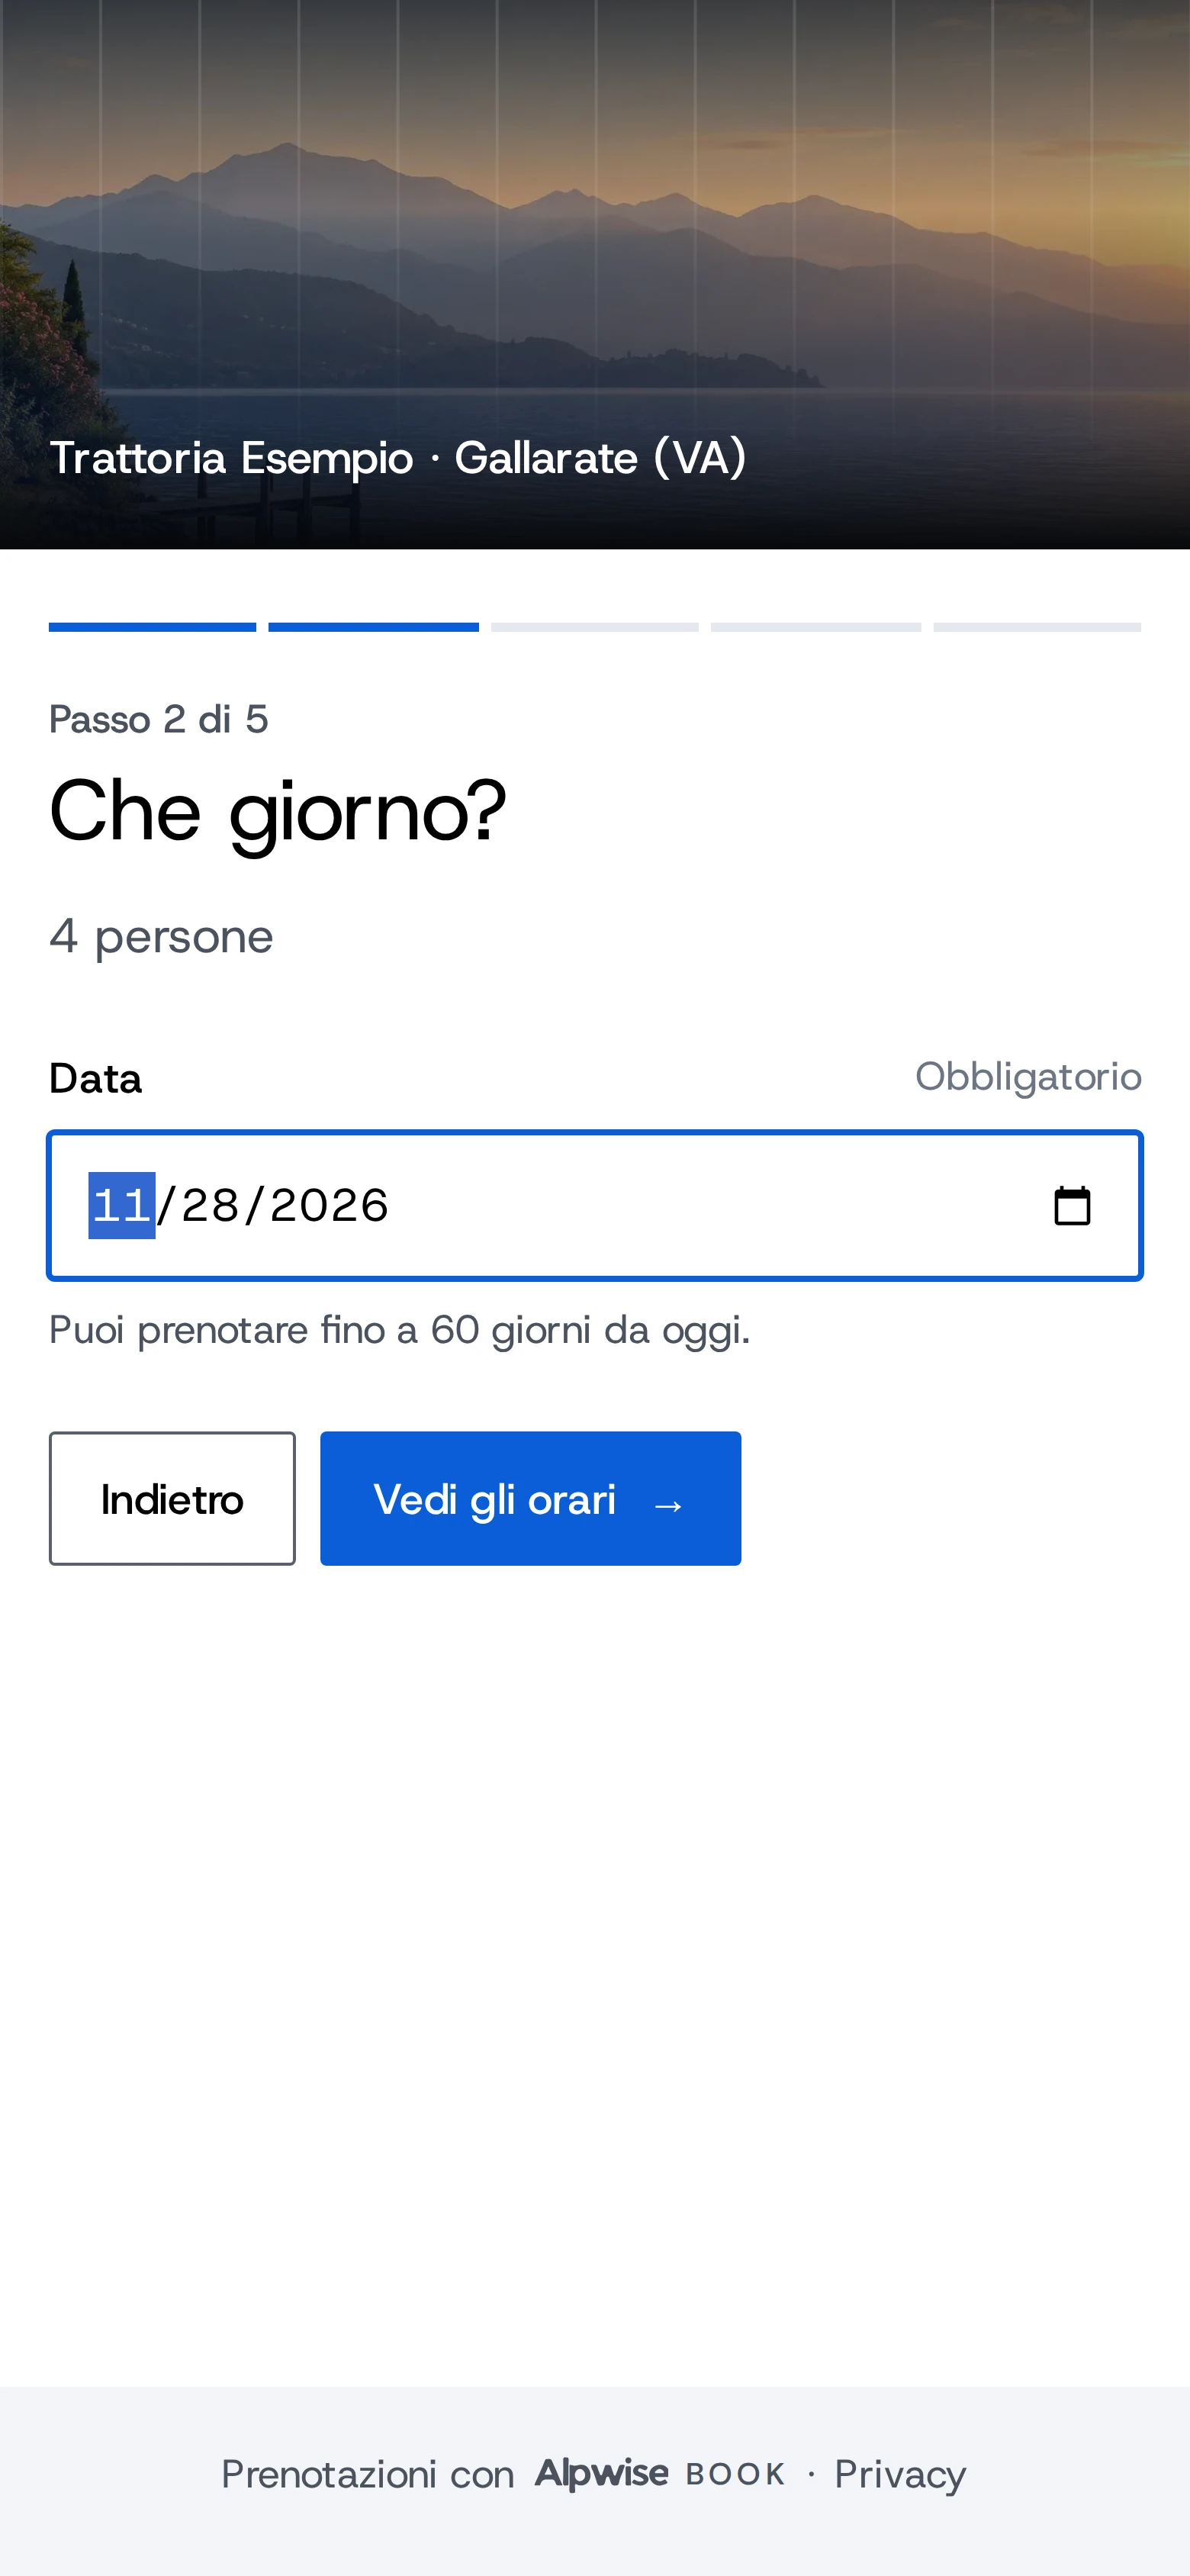 Trattoria Esempio · Gallarate (VA)
Passo 2 di 5
Che giorno?
4 persone
Data
Obbligatorio
11/28/2026
Puoi prenotare fino a 60 giorni da oggi.
Indietro
Vedi gli orari →
Prenotazioni con Alpwise BOOK · Privacy